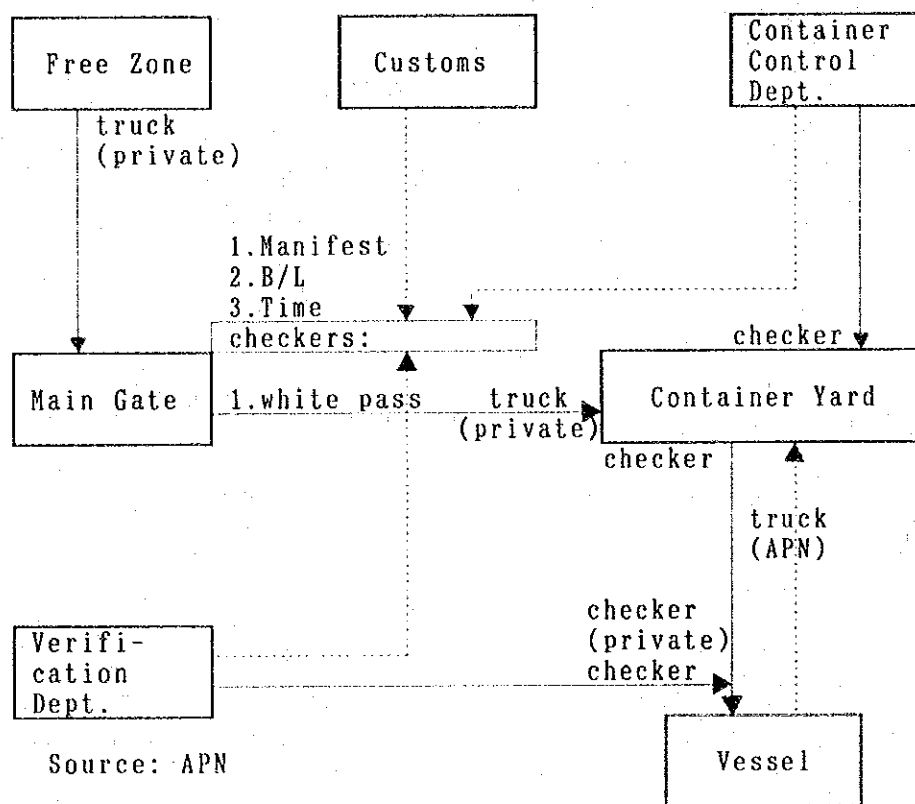 Free Zone
Customs
Container
Control
Dept.
truck
(private)
1.Manifest
2.B/L
3.Time
checkers:
checker
Main Gate
1.white pass
truck
(private)
Container Yard
checker
truck
(APN)
checker
(private)
checker
Verifi-
cation
Dept.
Vessel
Source: APN